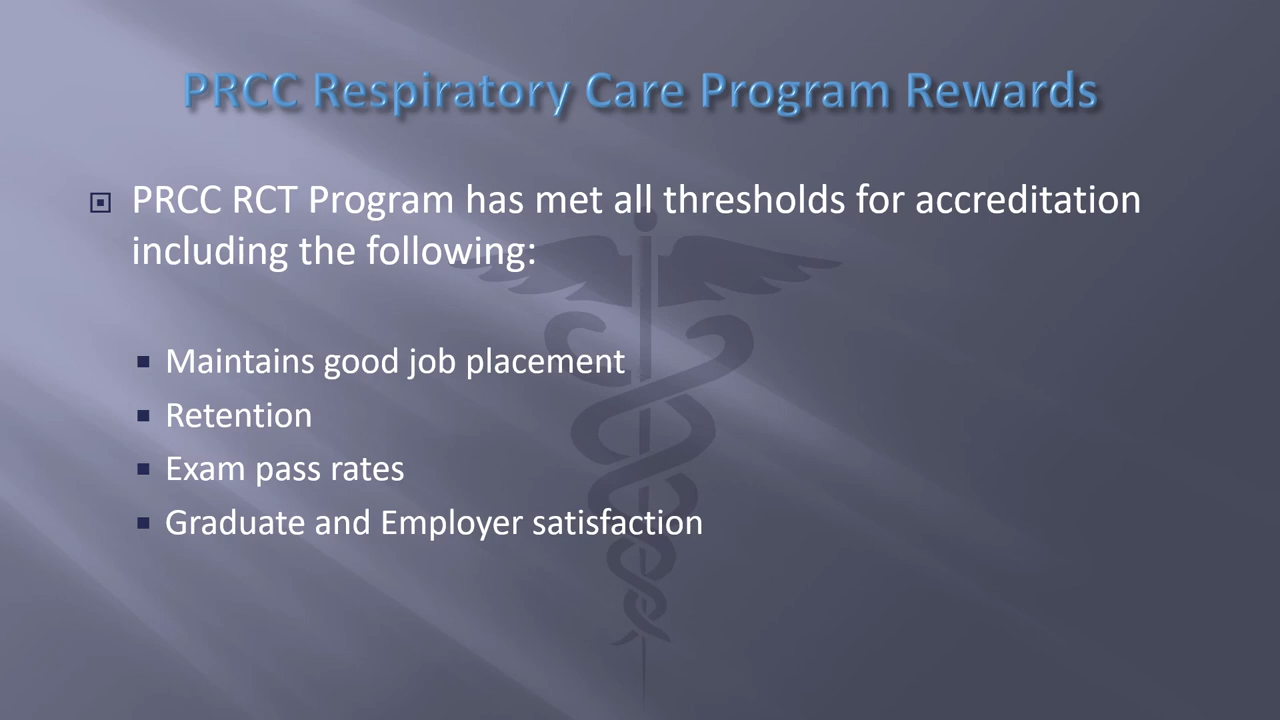 PRCC Respiratory Care Program Rewards
PRCC RCT Program has met all thresholds for accreditation
including the following:
Maintains good job placement
Retention
Exam pass rates
Graduate and Employer satisfaction